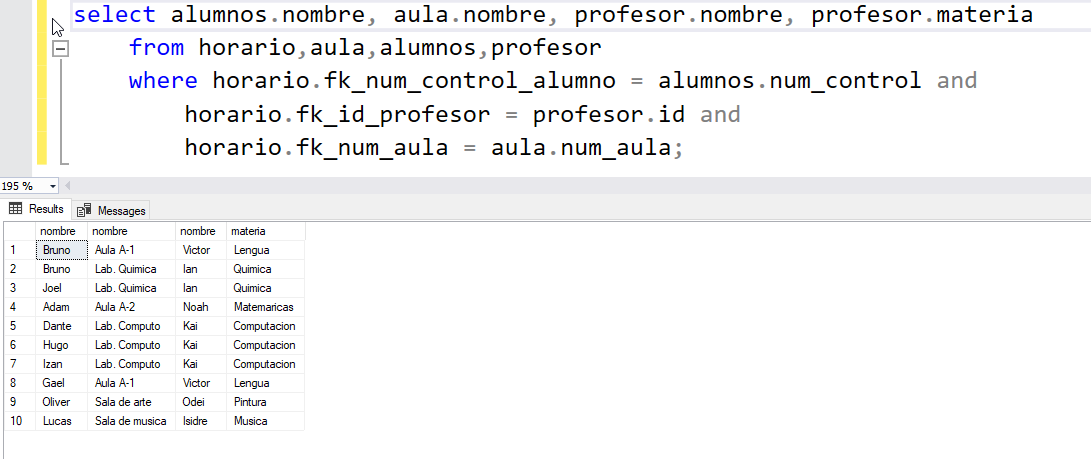 select alumnos.nombre, aula.nombre, profesor.nombre, profesor.materia
from horario,aula,alumnos,profesor
where horario.fk_num_control_alumno = alumnos.num_control and
horario.fk_id_profesor = profesor.id and
horario.fk_num_aula = aula.num_aula;
195 %
Results Messages
nombre nombre nombre materia
1 Bruno Aula A-1 Victor Lengua
2 Bruno Lab. Quimica Ian Quimica
3 Joel Lab. Quimica Ian Quimica
4 Adam Aula A-2 Noah Matemaricas
5 Dante Lab. Computo Kai Computacion
6 Hugo Lab. Computo Kai Computacion
7 Izan Lab. Computo Kai Computacion
8 Gael Aula A-1 Victor Lengua
9 Oliver Sala de arte Odei Pintura
10 Lucas Sala de musica Isidre Musica